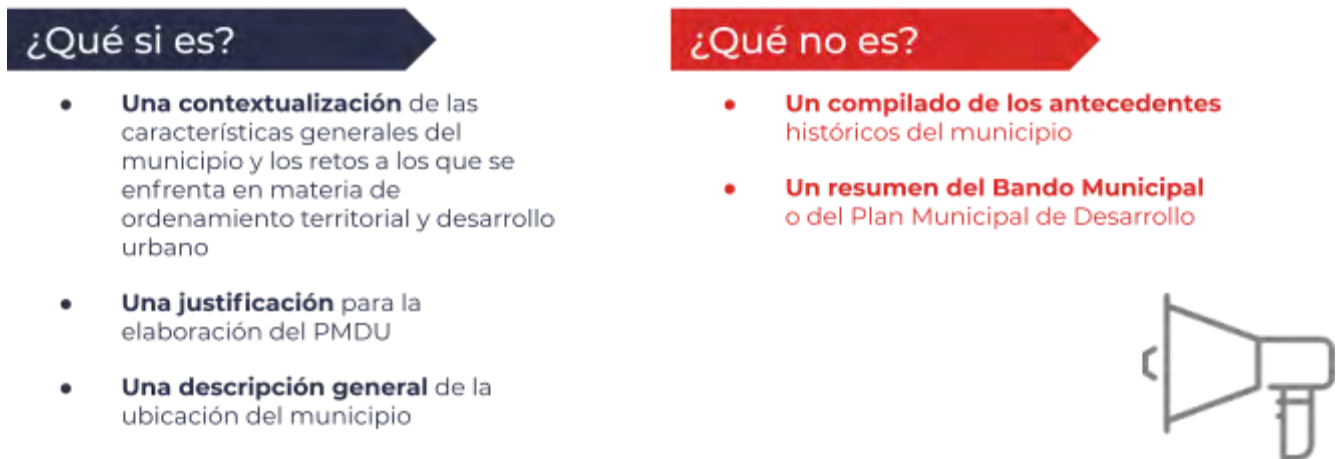 ¿Qué si es?
● Una contextualización de las
características generales del
municipio y los retos a los que se
enfrenta en materia de
ordenamiento territorial y desarrollo
urbano
● Una justificación para la
elaboración del PMDU
● Una descripción general de la
ubicación del municipio
¿Qué no es?
● Un compilado de los antecedentes
históricos del municipio
● Un resumen del Bando Municipal
o del Plan Municipal de Desarrollo